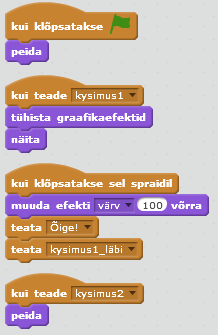 kui klõpsatakse
peida
kui teade kysimus1
tühista graafikaefektid
näita
kui klõpsatakse sel spraidil
muuda efekti värv 100 võrra
teata Õige!
teata kysimus1_läbi
kui teade kysimus2
peida